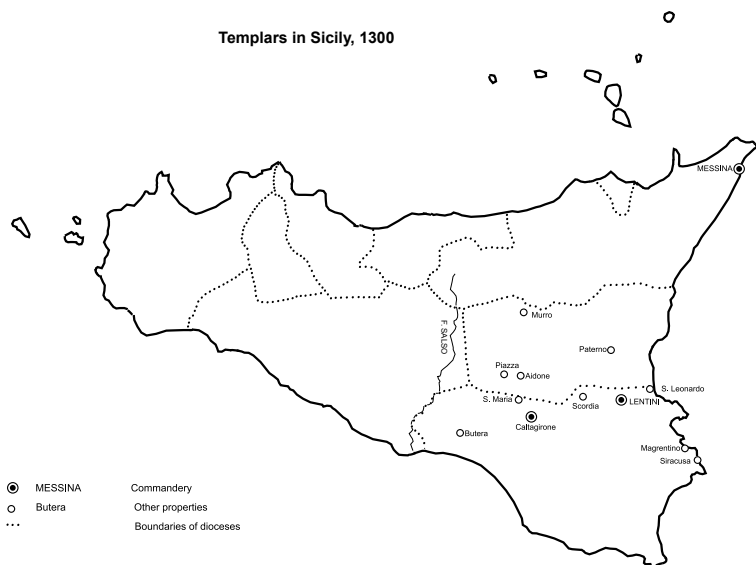 Templars in Sicily, 1300
MESSINA
Murro
F. SALSO
Paterno
Piazza
Aidone
S. Leonardo
S. Maria
Scordia
LENTINI
Caltagirone
Butera
Magrentino
Siracusa
MESSINA Commandery
Butera Other properties
Boundaries of dioceses